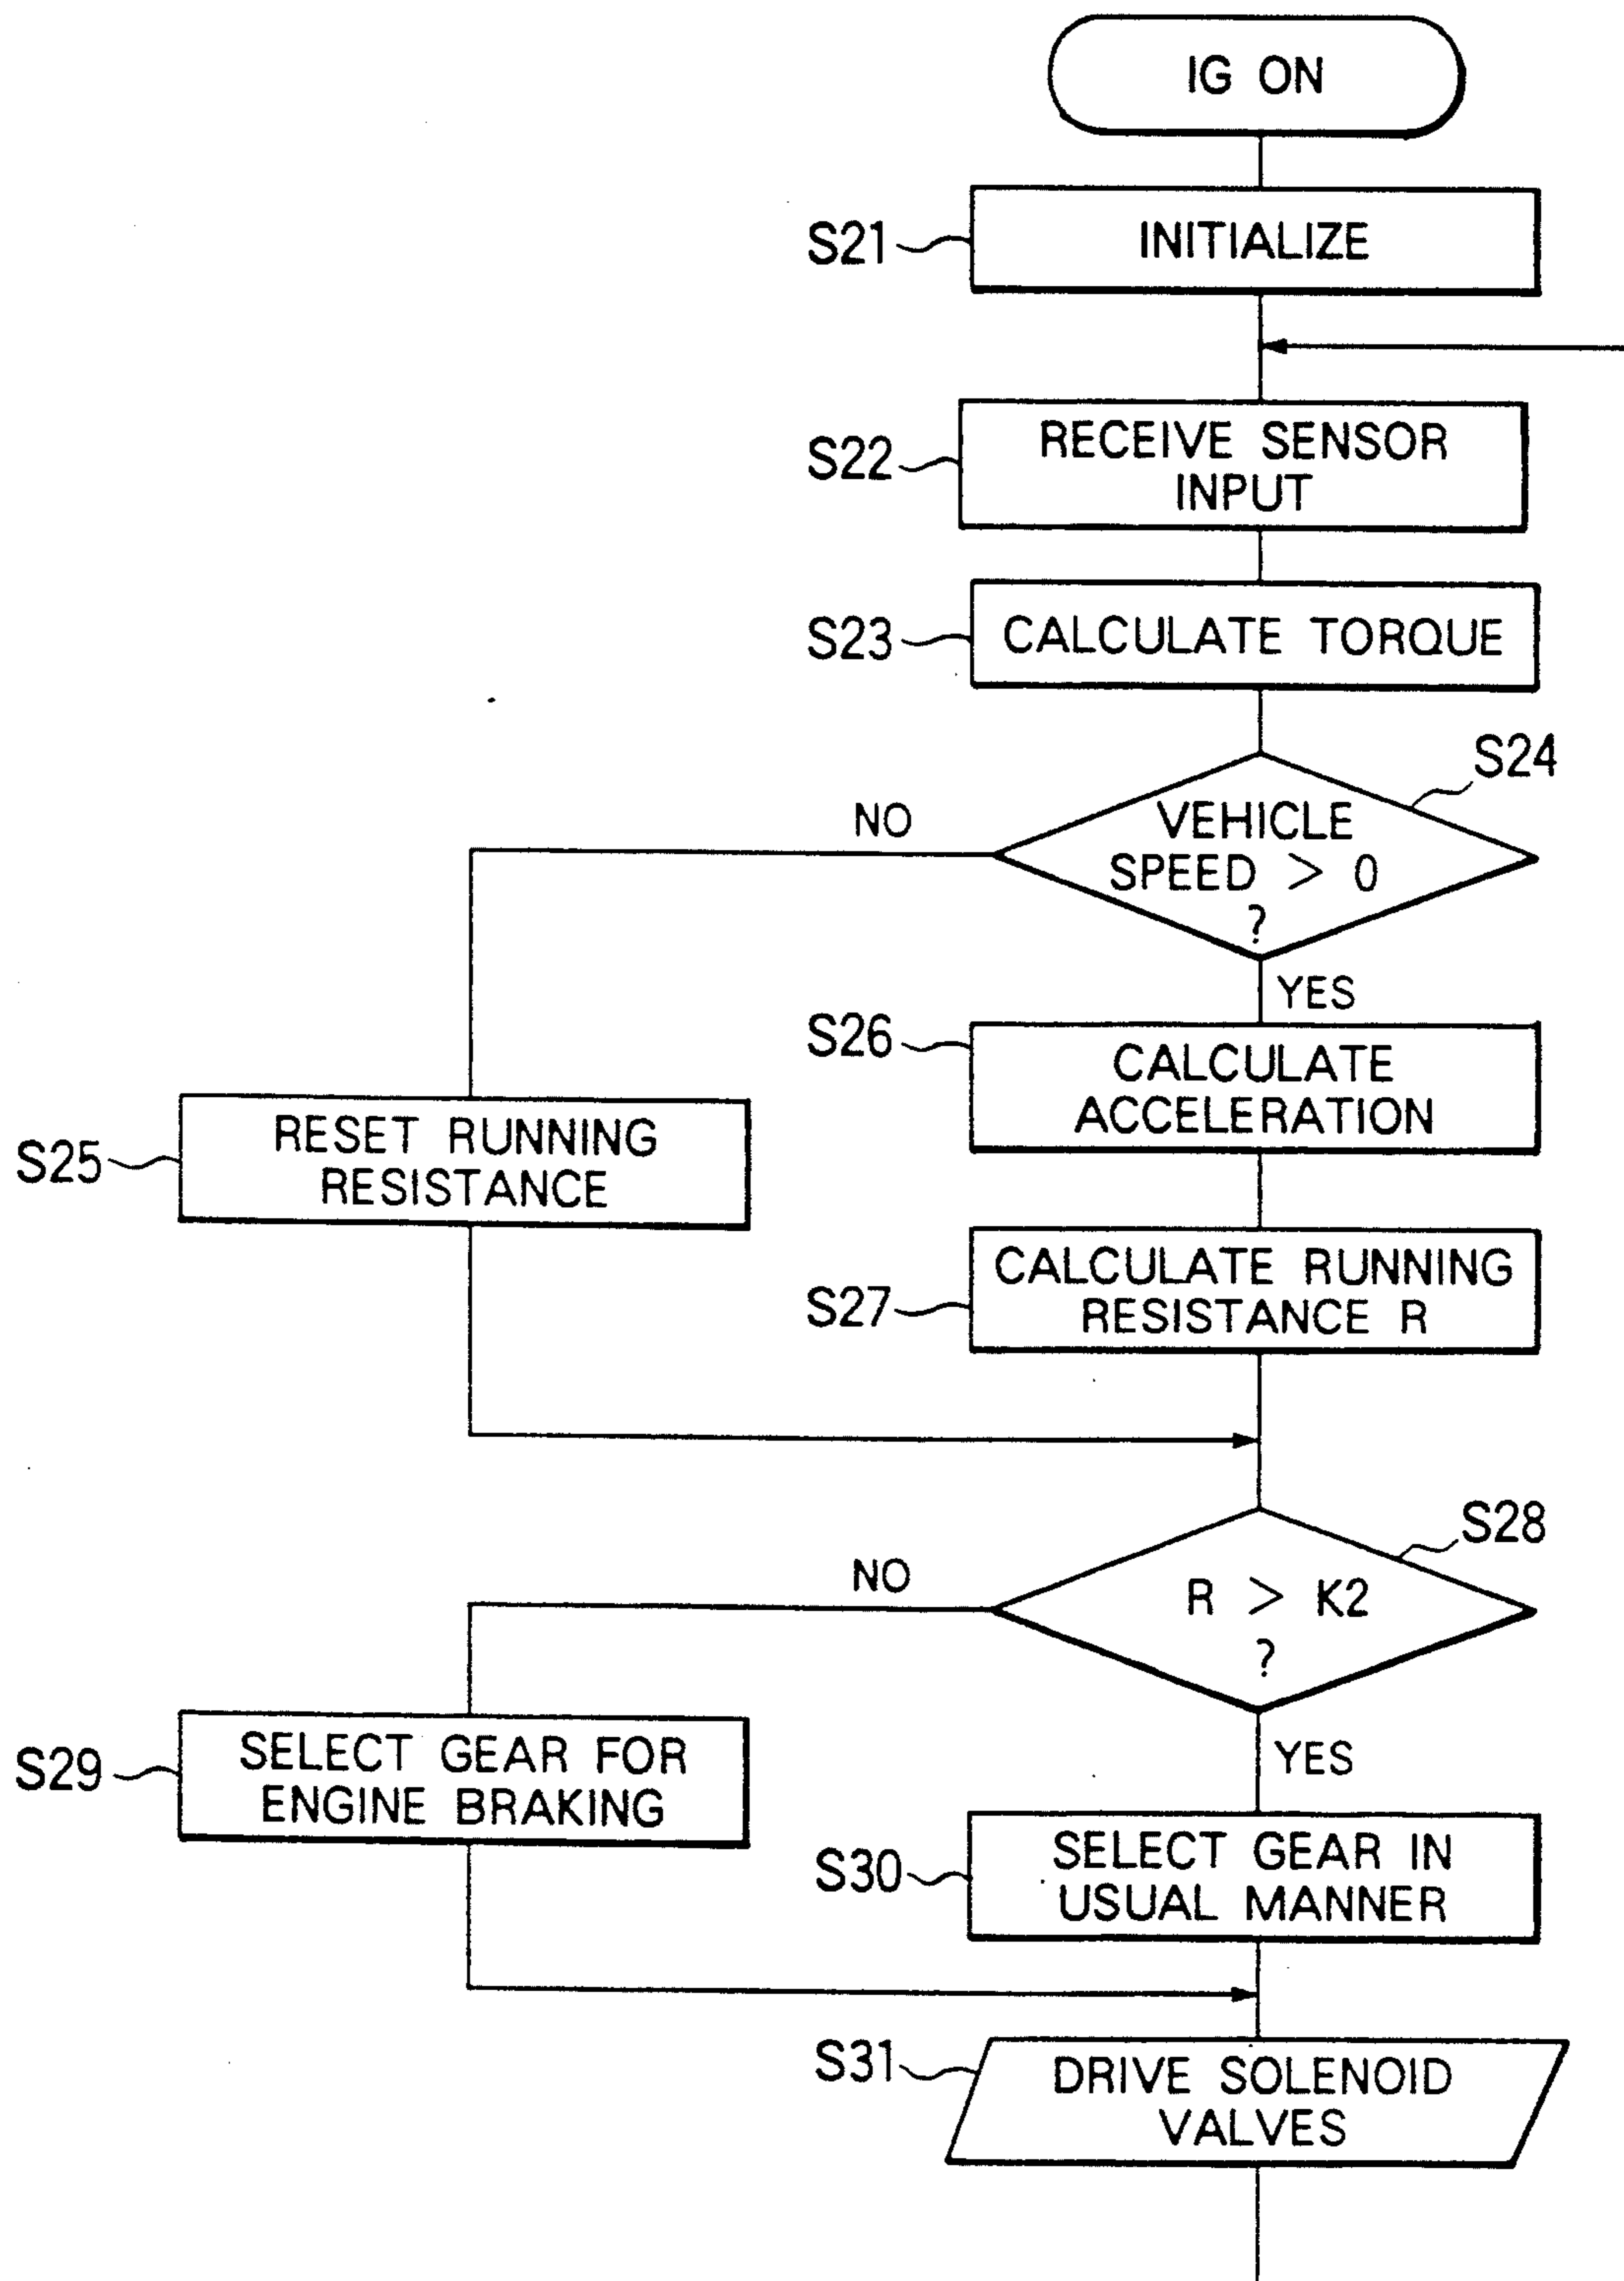 IG ON
S21
INITIALIZE
S22
RECEIVE SENSOR
INPUT
S23
CALCULATE TORQUE
S24
NO
VEHICLE
SPEED > 0
?
YES
S26
CALCULATE
ACCELERATION
S25
RESET RUNNING
RESISTANCE
S27
CALCULATE RUNNING
RESISTANCE R
S28
NO
R > K2
?
YES
S29
SELECT GEAR FOR
ENGINE BRAKING
S30
SELECT GEAR IN
USUAL MANNER
S31
DRIVE SOLENOID
VALVES